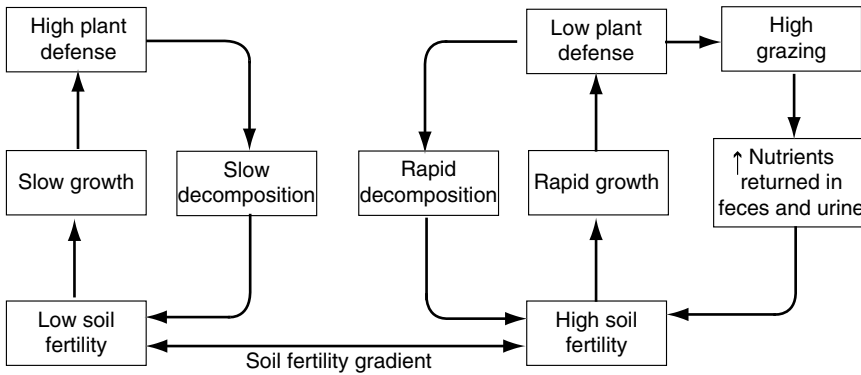 High plant
defense
Low plant
defense
High
grazing
Slow growth
Slow
decomposition
Rapid
decomposition
Rapid growth
↑ Nutrients
returned in
feces and urine
Low soil
fertility
High soil
fertility
Soil fertility gradient